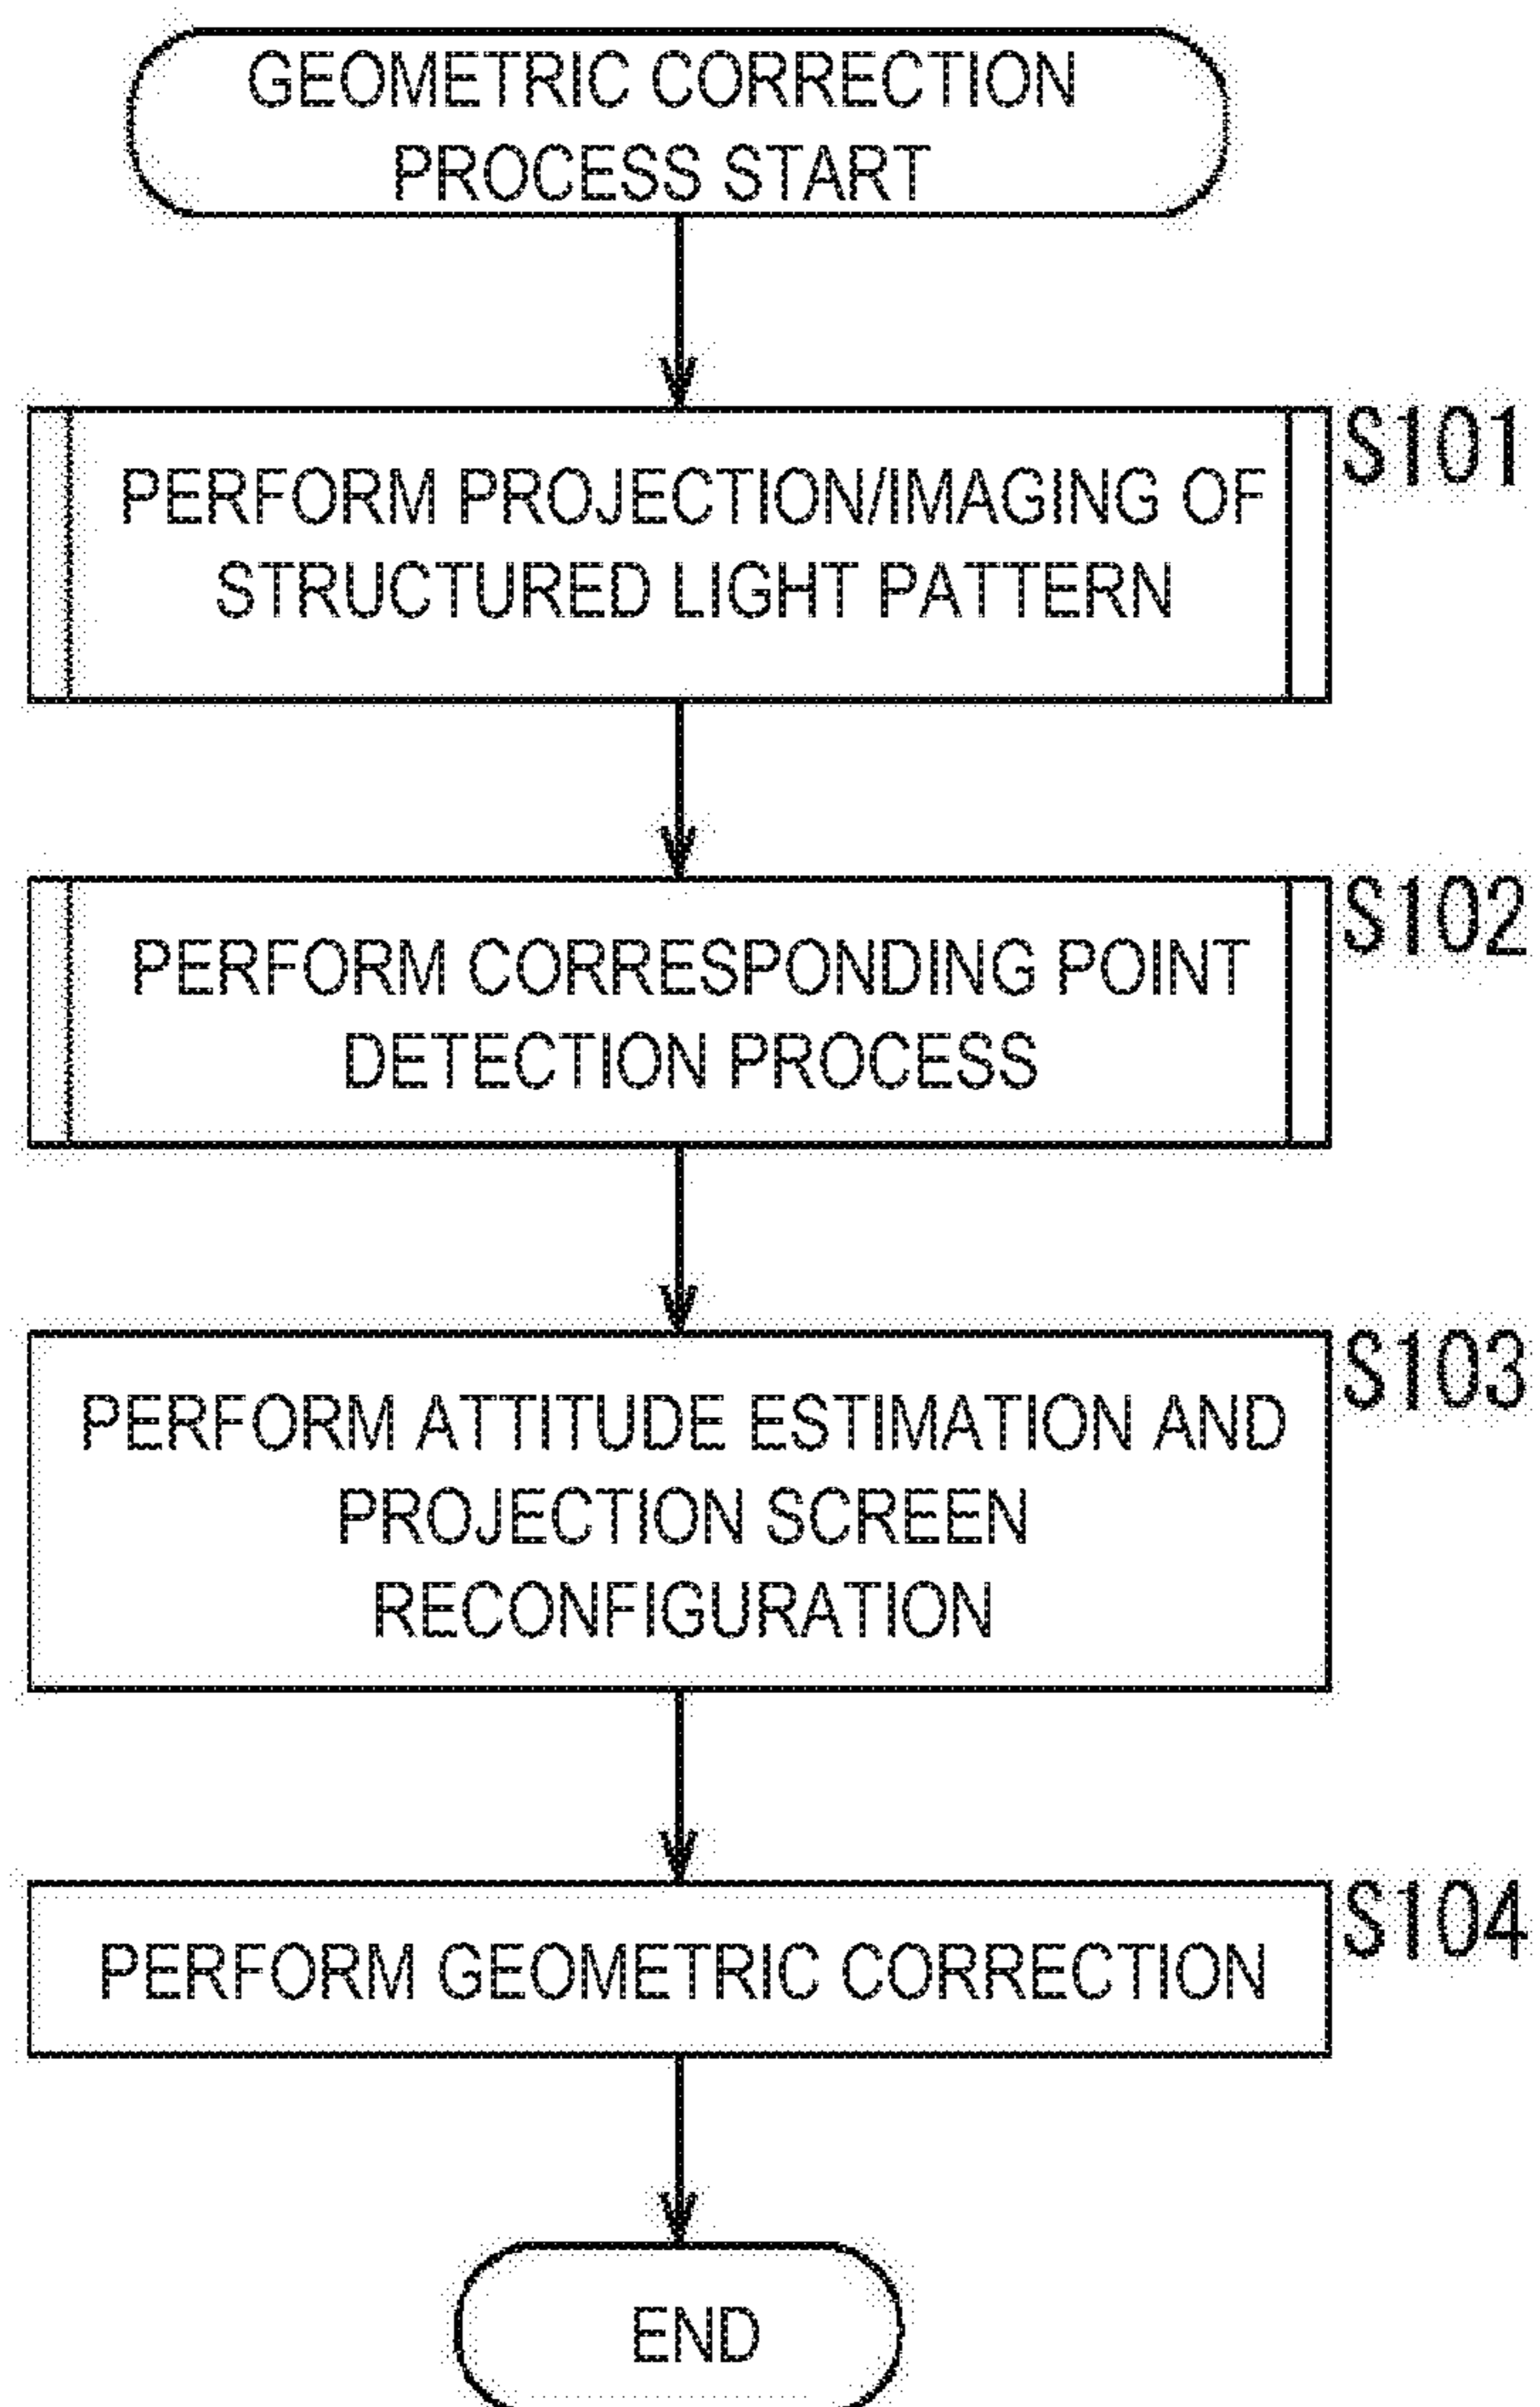 GEOMETRIC CORRECTION
PROCESS START
S101
PERFORM PROJECTION/IMAGING OF
STRUCTURED LIGHT PATTERN
S102
PERFORM CORRESPONDING POINT
DETECTION PROCESS
S103
PERFORM ATTITUDE ESTIMATION AND
PROJECTION SCREEN
RECONFIGURATION
S104
PERFORM GEOMETRIC CORRECTION
END